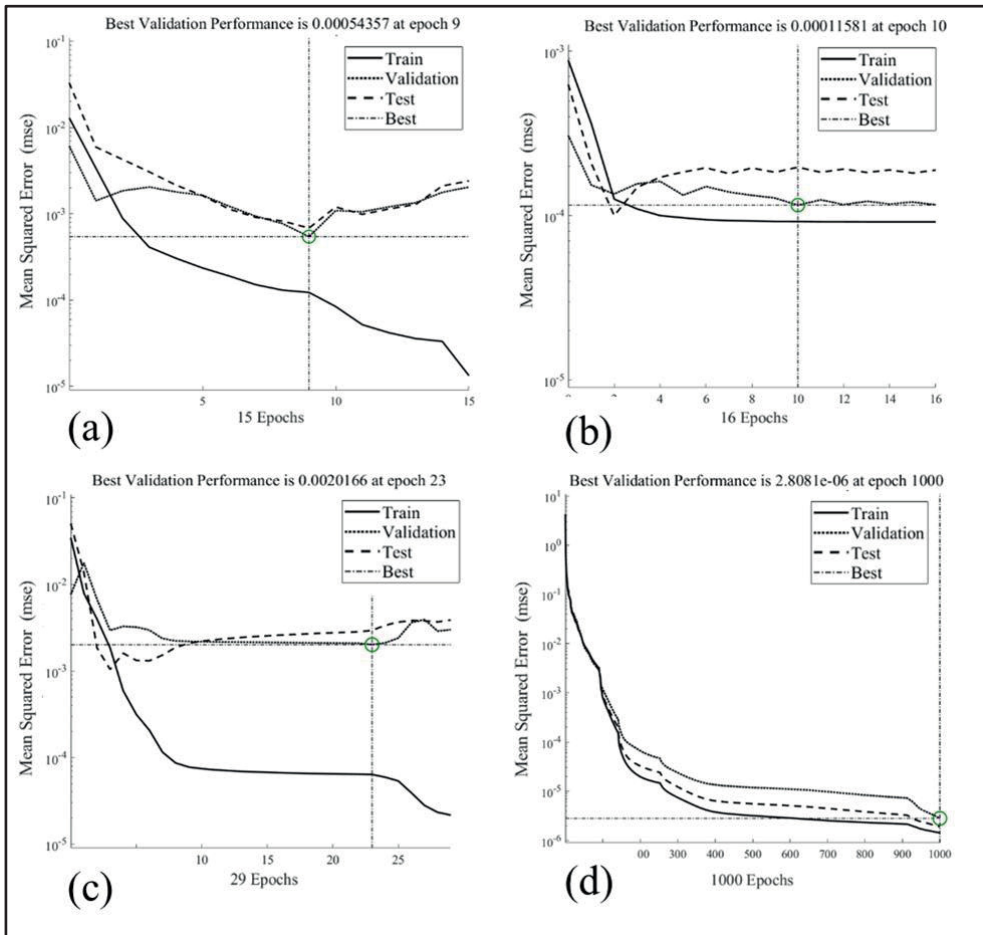 Best Validation Performance is 0.00054357 at epoch 9
Mean Squared Error (mse)
10^-1
10^-2
10^-3
10^-4
10^-5
Train
Validation
Test
Best
5 10 15
15 Epochs
(a)
Best Validation Performance is 0.00011581 at epoch 10
Mean Squared Error (mse)
10^-3
10^-4
10^-5
Train
Validation
Test
Best
4 6 8 10 12 14 16
16 Epochs
(b)
Best Validation Performance is 0.0020166 at epoch 23
Mean Squared Error (mse)
10^-1
10^-2
10^-3
10^-4
10^-5
Train
Validation
Test
Best
10 20 25
29 Epochs
(c)
Best Validation Performance is 2.8081e-06 at epoch 1000
Mean Squared Error (mse)
10^1
10^0
10^-1
10^-2
10^-3
10^-4
10^-5
10^-6
Train
Validation
Test
Best
00 300 400 500 600 700 800 900 1000
1000 Epochs
(d)